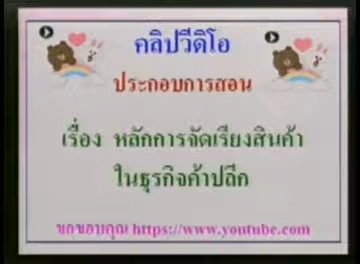 คลิปวีดิโอ
ประกอบการสอน
เรื่อง หลักการจัดเรียงสินค้า
ในธุรกิจค้าปลีก
ขอขอบคุณ https://www.youtube.com